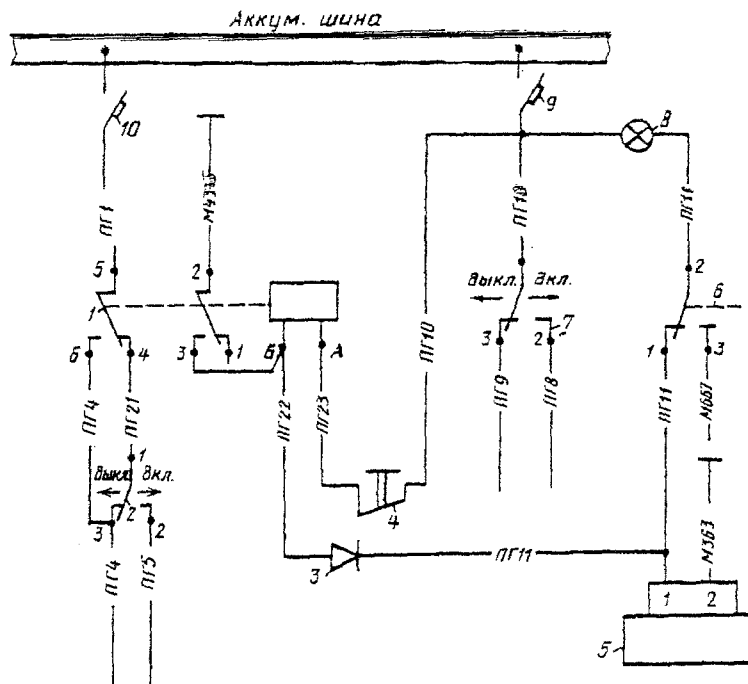 Аккум. шина
10
9
8
ПГ1
ПГ10
ПГ11
5
2
2
Выкл. Вкл.
1
6
7
6 4
3 1
Б А
3 2
1 3
ПГ4
ПГ21
ПГ22
ПГ23
ПГ10
ПГ9
ПГ8
ПГ11
М667
1
Выкл. Вкл.
2
3 2
4
ПГ4
ПГ5
3
ПГ11
М363
1 2
5